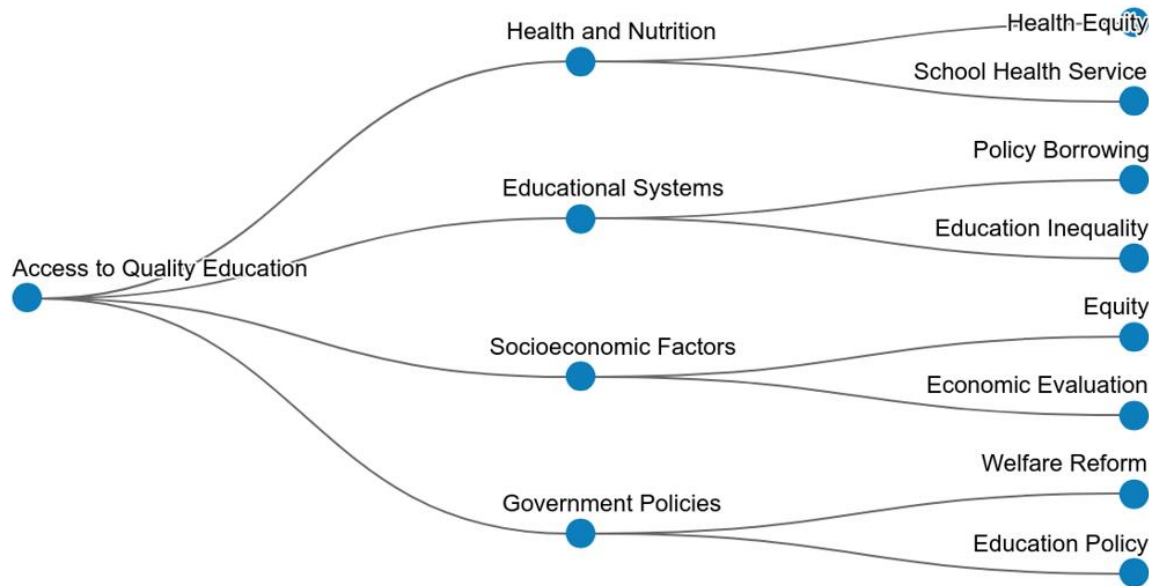 Health and Nutrition
Health Equity
School Health Service
Policy Borrowing
Educational Systems
Education Inequality
Access to Quality Education
Equity
Socioeconomic Factors
Economic Evaluation
Welfare Reform
Government Policies
Education Policy